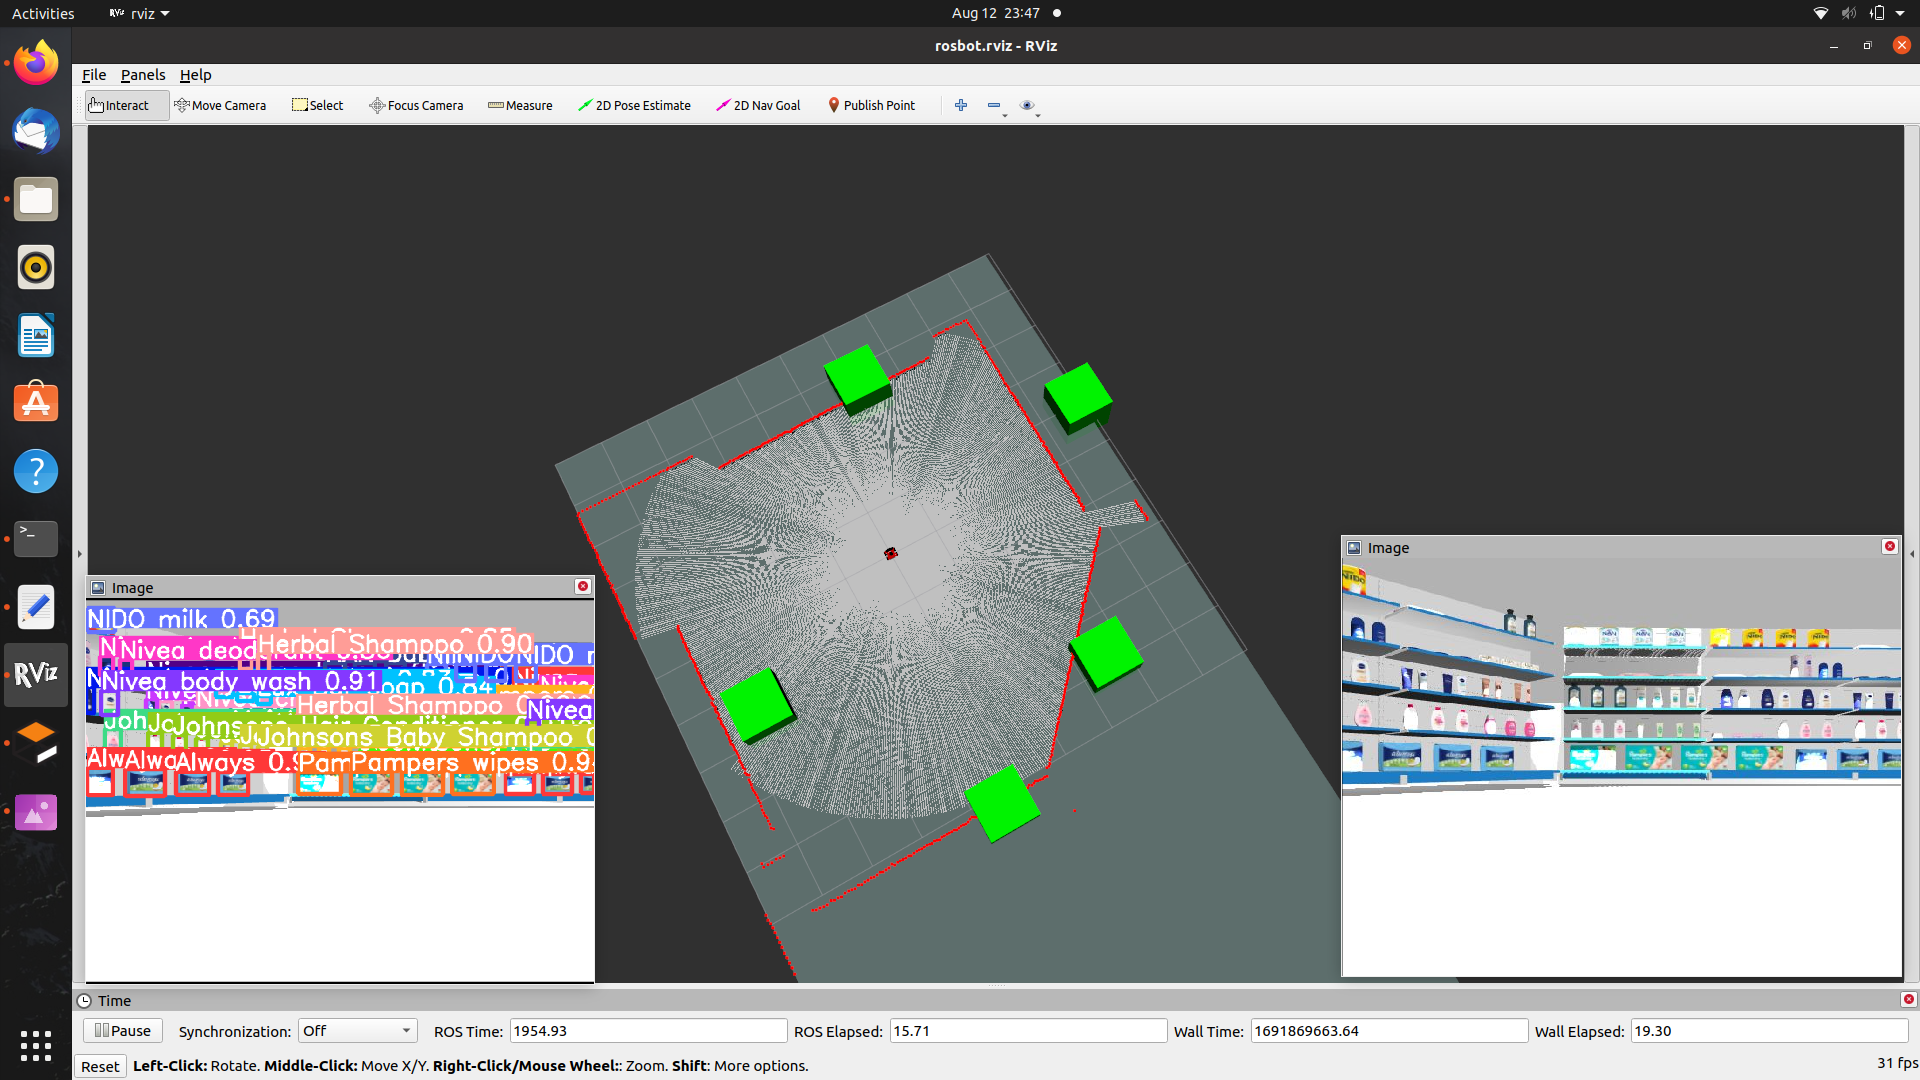 Activities
rviz
Aug 12 23:47
rosbot.rviz - RViz
File Panels Help
Interact Move Camera Select Focus Camera Measure 2D Pose Estimate 2D Nav Goal Publish Point
Image
NIDO milk 0.69
Nivea deod
Herbal Shamppo 0.90
NIDO
Nivea body wash 0.91
0.84
Herbal Shamppo
Nivea
Johnsons Baby Shampoo
Always
Pampers wipes 0.9
Image
NIDO
RViz
Time
Pause Synchronization: Off ROS Time: 1954.93 ROS Elapsed: 15.71 Wall Time: 1691869663.64 Wall Elapsed: 19.30
Reset Left-Click: Rotate. Middle-Click: Move X/Y. Right-Click/Mouse Wheel:: Zoom. Shift: More options. 31 fps